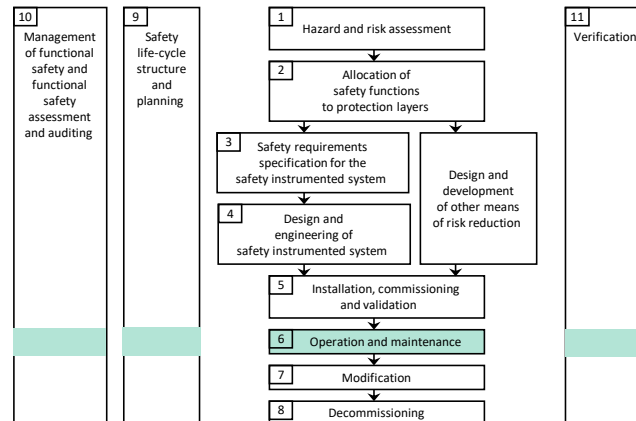 10
Management
of functional
safety and
functional
safety
assessment
and auditing
9
Safety
life-cycle
structure
and
planning
1
Hazard and risk assessment
2
Allocation of
safety functions
to protection layers
3
Safety requirements
specification for the
safety instrumented system
Design and
development
of other means
of risk reduction
4
Design and
engineering of
safety instrumented system
5
Installation, commissioning
and validation
6
Operation and maintenance
7
Modification
8
Decommissioning
11
Verification